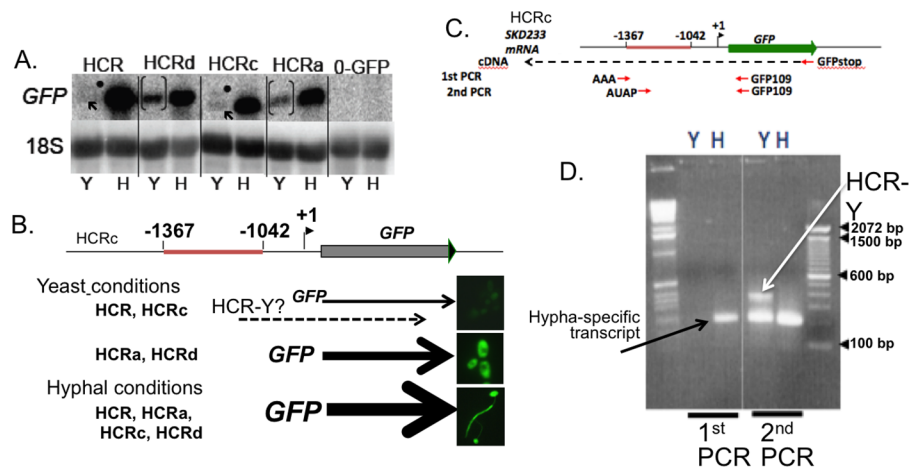 A.
HCR HCRd HCRc HCRa 0-GFP
GFP
18S
Y H Y H Y H Y H Y H
B.
HCRc -1367 -1042 +1 GFP
Yeast conditions
HCR, HCRc
HCR-Y? GFP
HCRa, HCRd GFP
Hyphal conditions
HCR, HCRa,
HCRc, HCRd
GFP
C.
HCRc
SKD233
mRNA
-1367 -1042 +1 GFP
cDNA GFPstop
1st PCR AAA GFP109
2nd PCR AUAP GFP109
D.
Y H Y H
HCR-
Y
2072 bp
1500 bp
600 bp
Hypha-specific
transcript
100 bp
1st
PCR
2nd
PCR